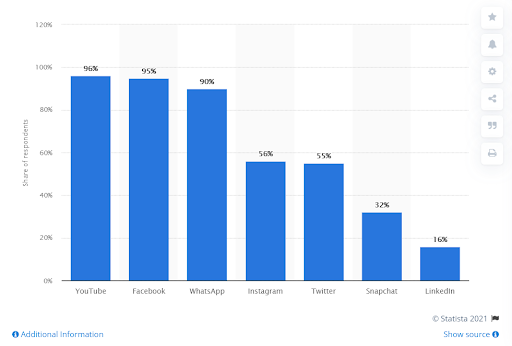 120%
100%
80%
60%
40%
20%
0%
Share of respondents
96%
95%
90%
56%
55%
32%
16%
YouTube Facebook WhatsApp Instagram Twitter Snapchat LinkedIn
© Statista 2021
Additional Information
Show source